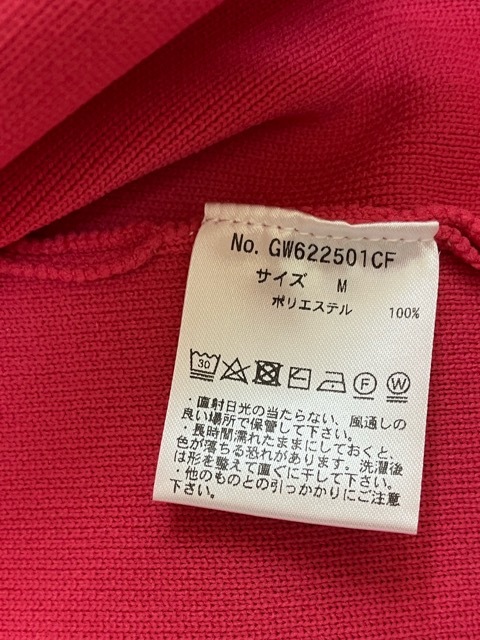 No. GW622501CF
サイズ M
ポリエステル 100%
30 F W
・直射日光の当たらない、風通しの
良い場所で保管して下さい。
・長時間濡れたままにしておくと、
色が落ちる恐れがあります。洗濯後
は形を整えて直ぐに干して下さい。
・他のものとの引っかかりにご注意
下さい。